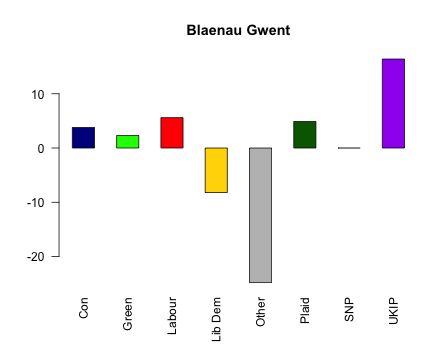 Blaenau Gwent
10
0
-10
-20
Con
Green
Labour
Lib Dem
Other
Plaid
SNP
UKIP